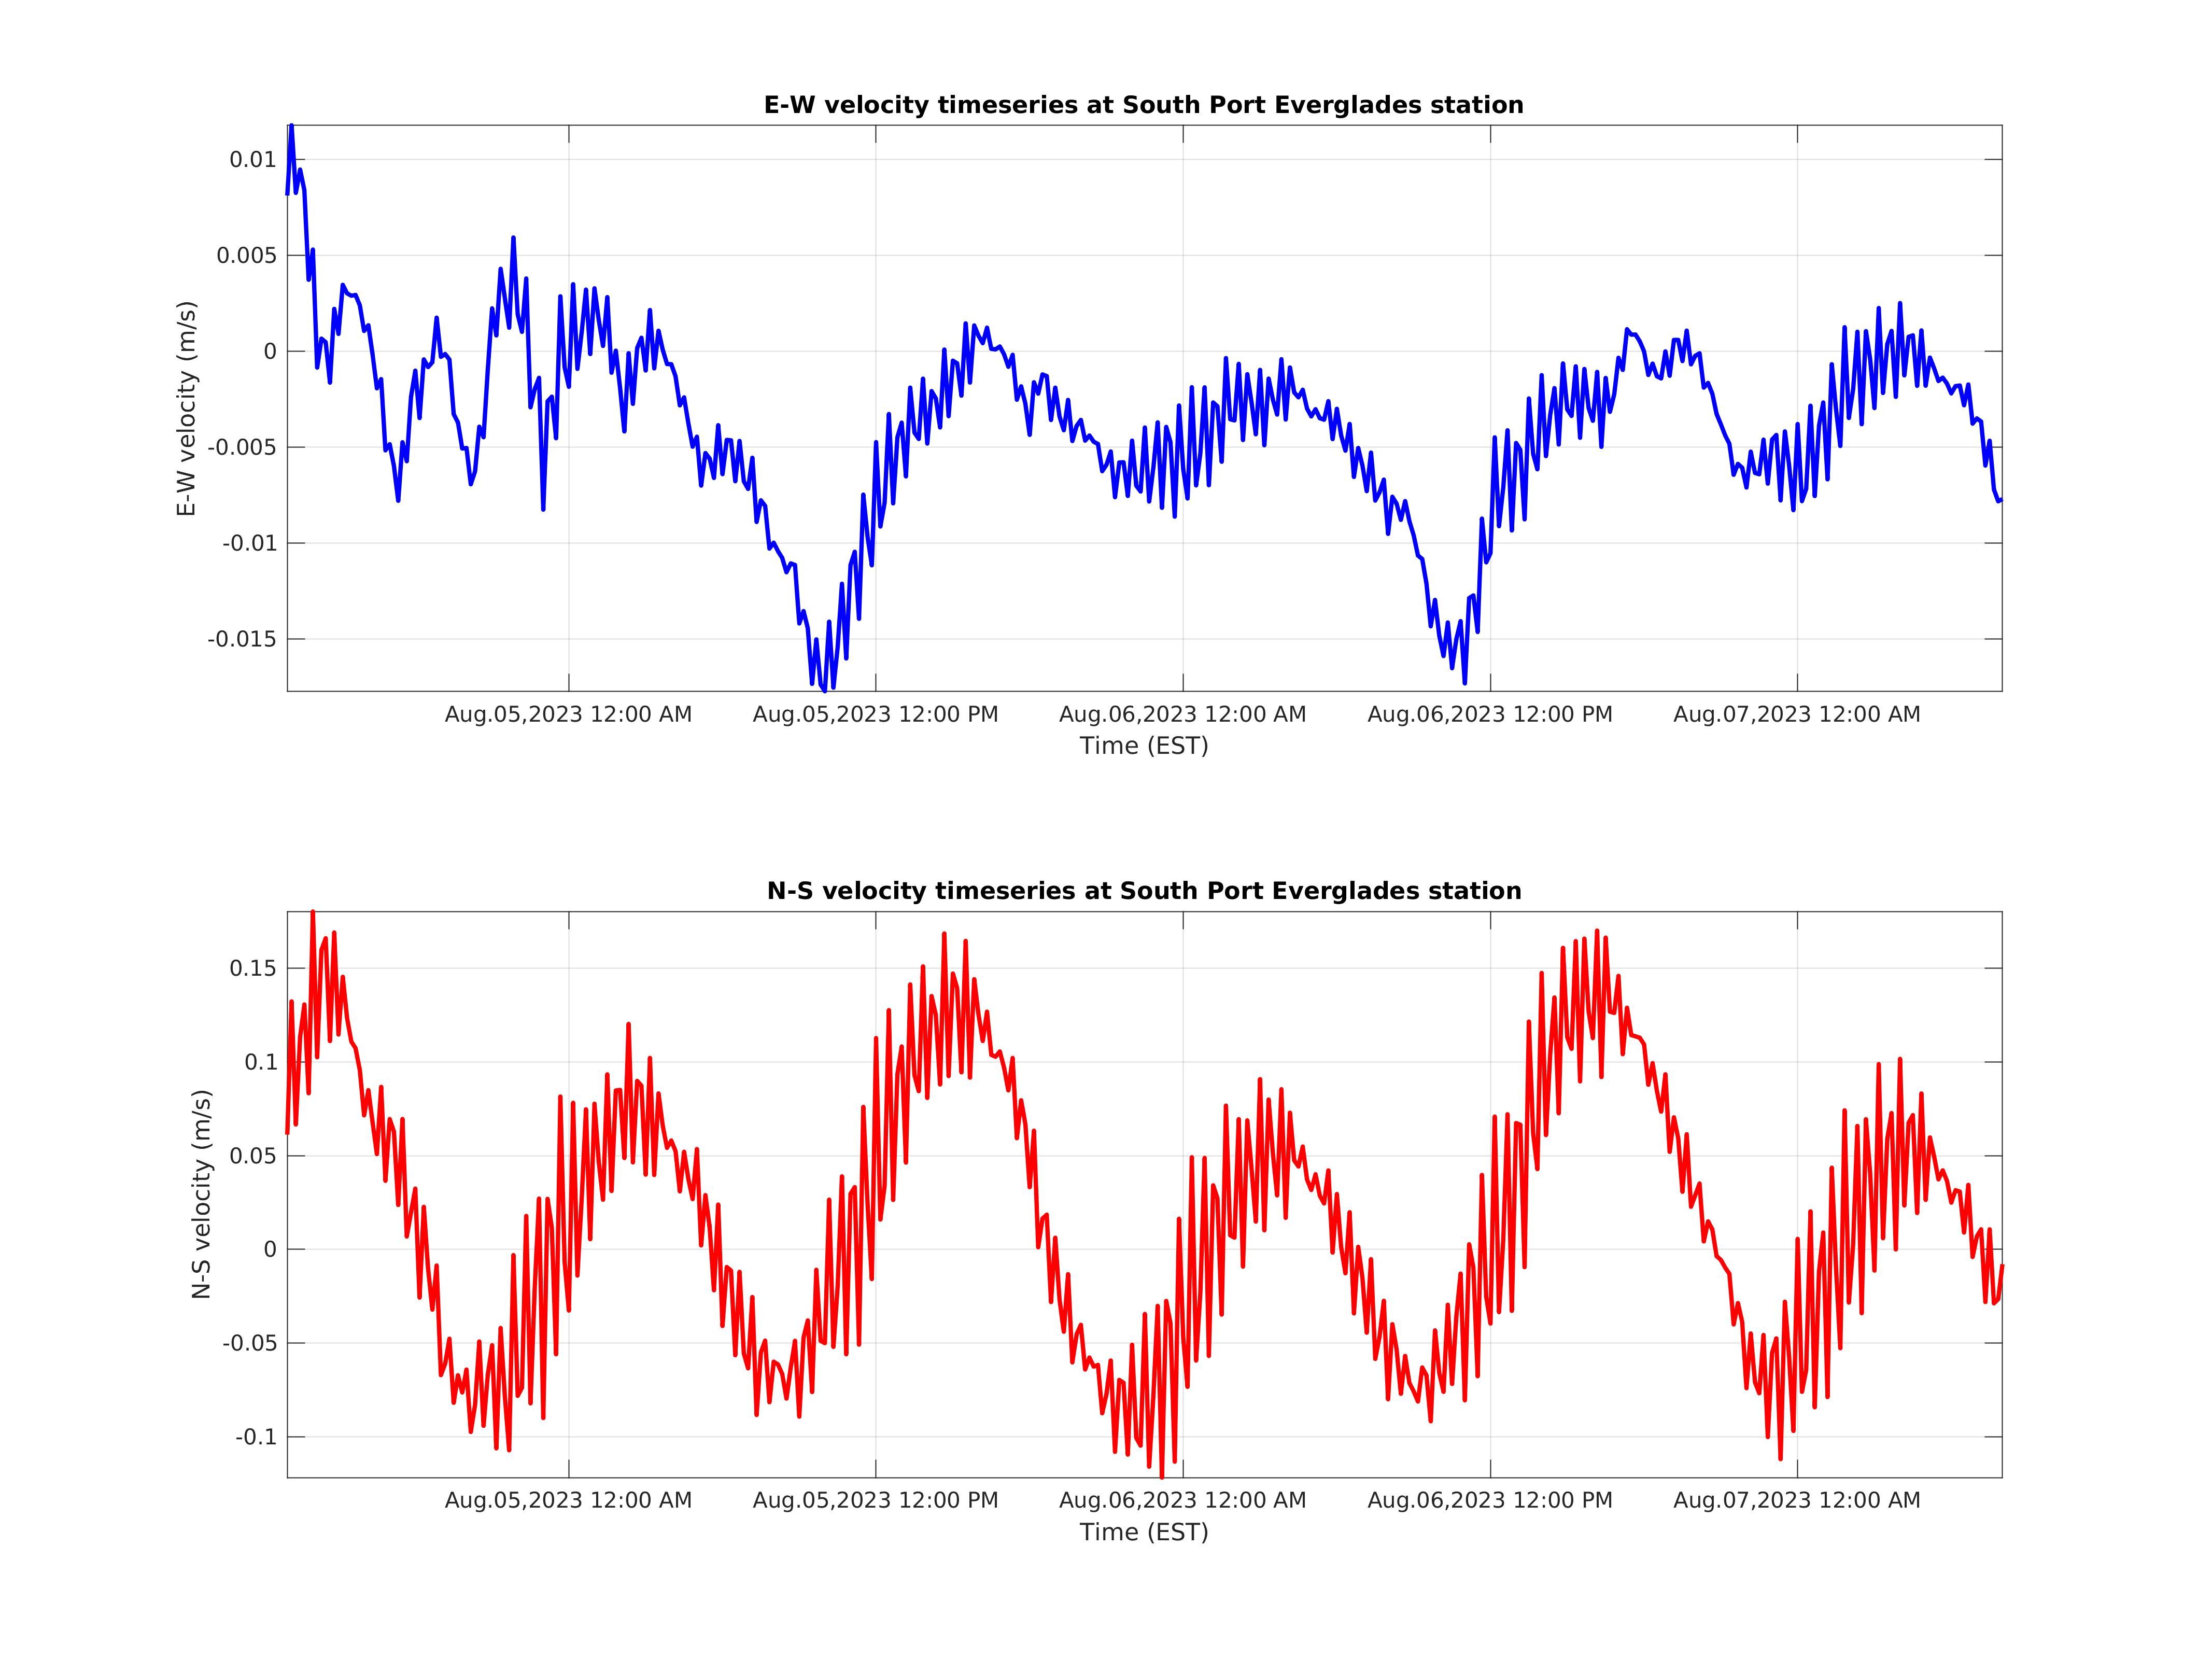 E-W velocity timeseries at South Port Everglades station
E-W velocity (m/s)
0.01
0.005
0
-0.005
-0.01
-0.015
Aug.05,2023 12:00 AM Aug.05,2023 12:00 PM Aug.06,2023 12:00 AM Aug.06,2023 12:00 PM Aug.07,2023 12:00 AM
Time (EST)
N-S velocity timeseries at South Port Everglades station
N-S velocity (m/s)
0.15
0.1
0.05
0
-0.05
-0.1
Aug.05,2023 12:00 AM Aug.05,2023 12:00 PM Aug.06,2023 12:00 AM Aug.06,2023 12:00 PM Aug.07,2023 12:00 AM
Time (EST)